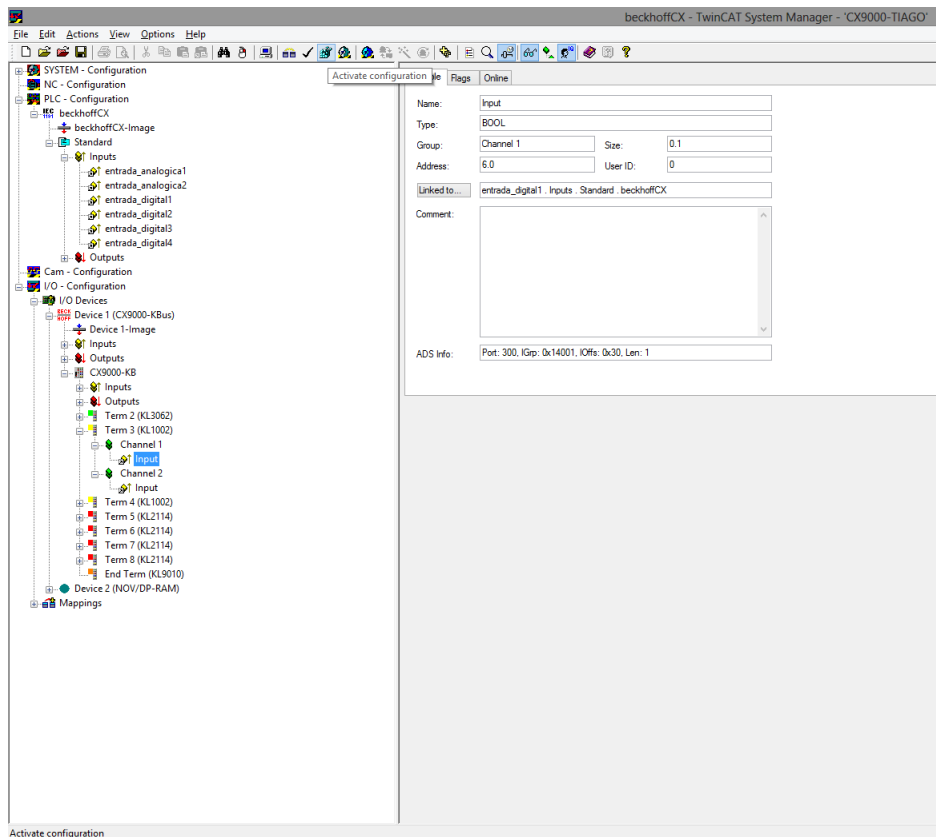 beckhoffCX - TwinCAT System Manager - 'CX9000-TIAGO'
File Edit Actions View Options Help
Activate configuration
SYSTEM - Configuration
NC - Configuration
PLC - Configuration
IEC
1131
beckhoffCX
beckhoffCX-Image
Standard
Inputs
entrada_analogica1
entrada_analogica2
entrada_digital1
entrada_digital2
entrada_digital3
entrada_digital4
Outputs
Cam - Configuration
I/O - Configuration
I/O Devices
BECK
HOFF
Device 1 (CX9000-KBus)
Device 1-Image
Inputs
Outputs
CX9000-KB
Inputs
Outputs
Term 2 (KL3062)
Term 3 (KL1002)
Channel 1
Input
Channel 2
Input
Term 4 (KL1002)
Term 5 (KL2114)
Term 6 (KL2114)
Term 7 (KL2114)
Term 8 (KL2114)
End Term (KL9010)
Device 2 (NOV/DP-RAM)
Mappings
Flags Online
Name: Input
Type: BOOL
Group: Channel 1 Size: 0.1
Address: 6.0 User ID: 0
Linked to... entrada_digital1 . Inputs . Standard . beckhoffCX
Comment:
ADS Info: Port: 300, IGrp: 0x14001, IOffs: 0x30, Len: 1
Activate configuration